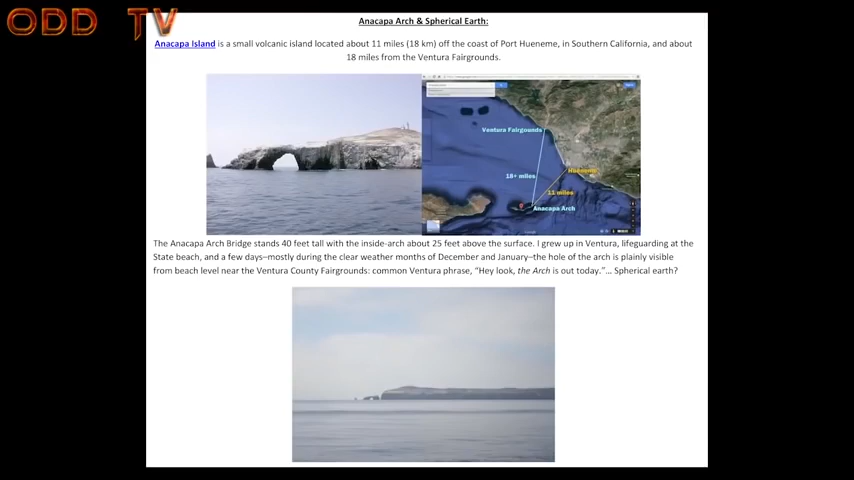 ODD TV
Anacapa Arch & Spherical Earth:
Anacapa Island is a small volcanic island located about 11 miles (18 km) off the coast of Port Hueneme, in Southern California, and about
18 miles from the Ventura Fairgrounds.
Ventura Fairgounds
Hueneme
18+ miles
11 miles
Anacapa Arch
The Anacapa Arch Bridge stands 40 feet tall with the inside-arch about 25 feet above the surface. I grew up in Ventura, lifeguarding at the
State beach, and a few days–mostly during the clear weather months of December and January–the hole of the arch is plainly visible
from beach level near the Ventura County Fairgrounds: common Ventura phrase, “Hey look, the Arch is out today.”… Spherical earth?